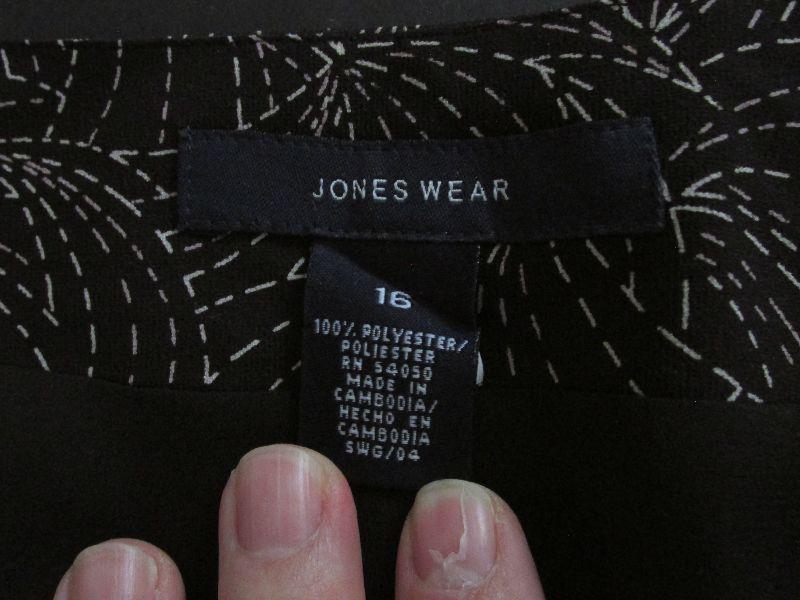 JONES WEAR
16
100% POLYESTER/
POLIESTER
RN 54050
MADE IN
CAMBODIA/
HECHO EN
CAMBODIA
SWG/04